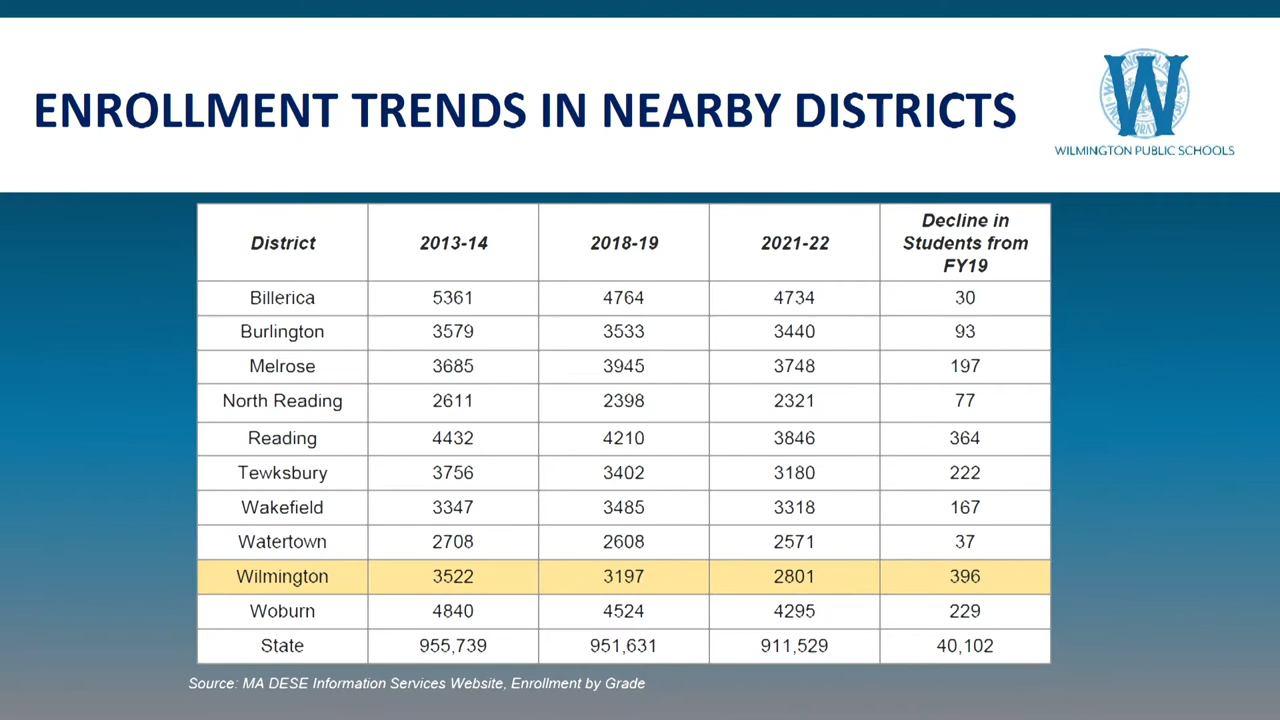 ENROLLMENT TRENDS IN NEARBY DISTRICTS
W
WILMINGTON PUBLIC SCHOOLS
District 2013-14 2018-19 2021-22 Decline in Students from FY19
Billerica 5361 4764 4734 30
Burlington 3579 3533 3440 93
Melrose 3685 3945 3748 197
North Reading 2611 2398 2321 77
Reading 4432 4210 3846 364
Tewksbury 3756 3402 3180 222
Wakefield 3347 3485 3318 167
Watertown 2708 2608 2571 37
Wilmington 3522 3197 2801 396
Woburn 4840 4524 4295 229
State 955,739 951,631 911,529 40,102
Source: MA DESE Information Services Website, Enrollment by Grade